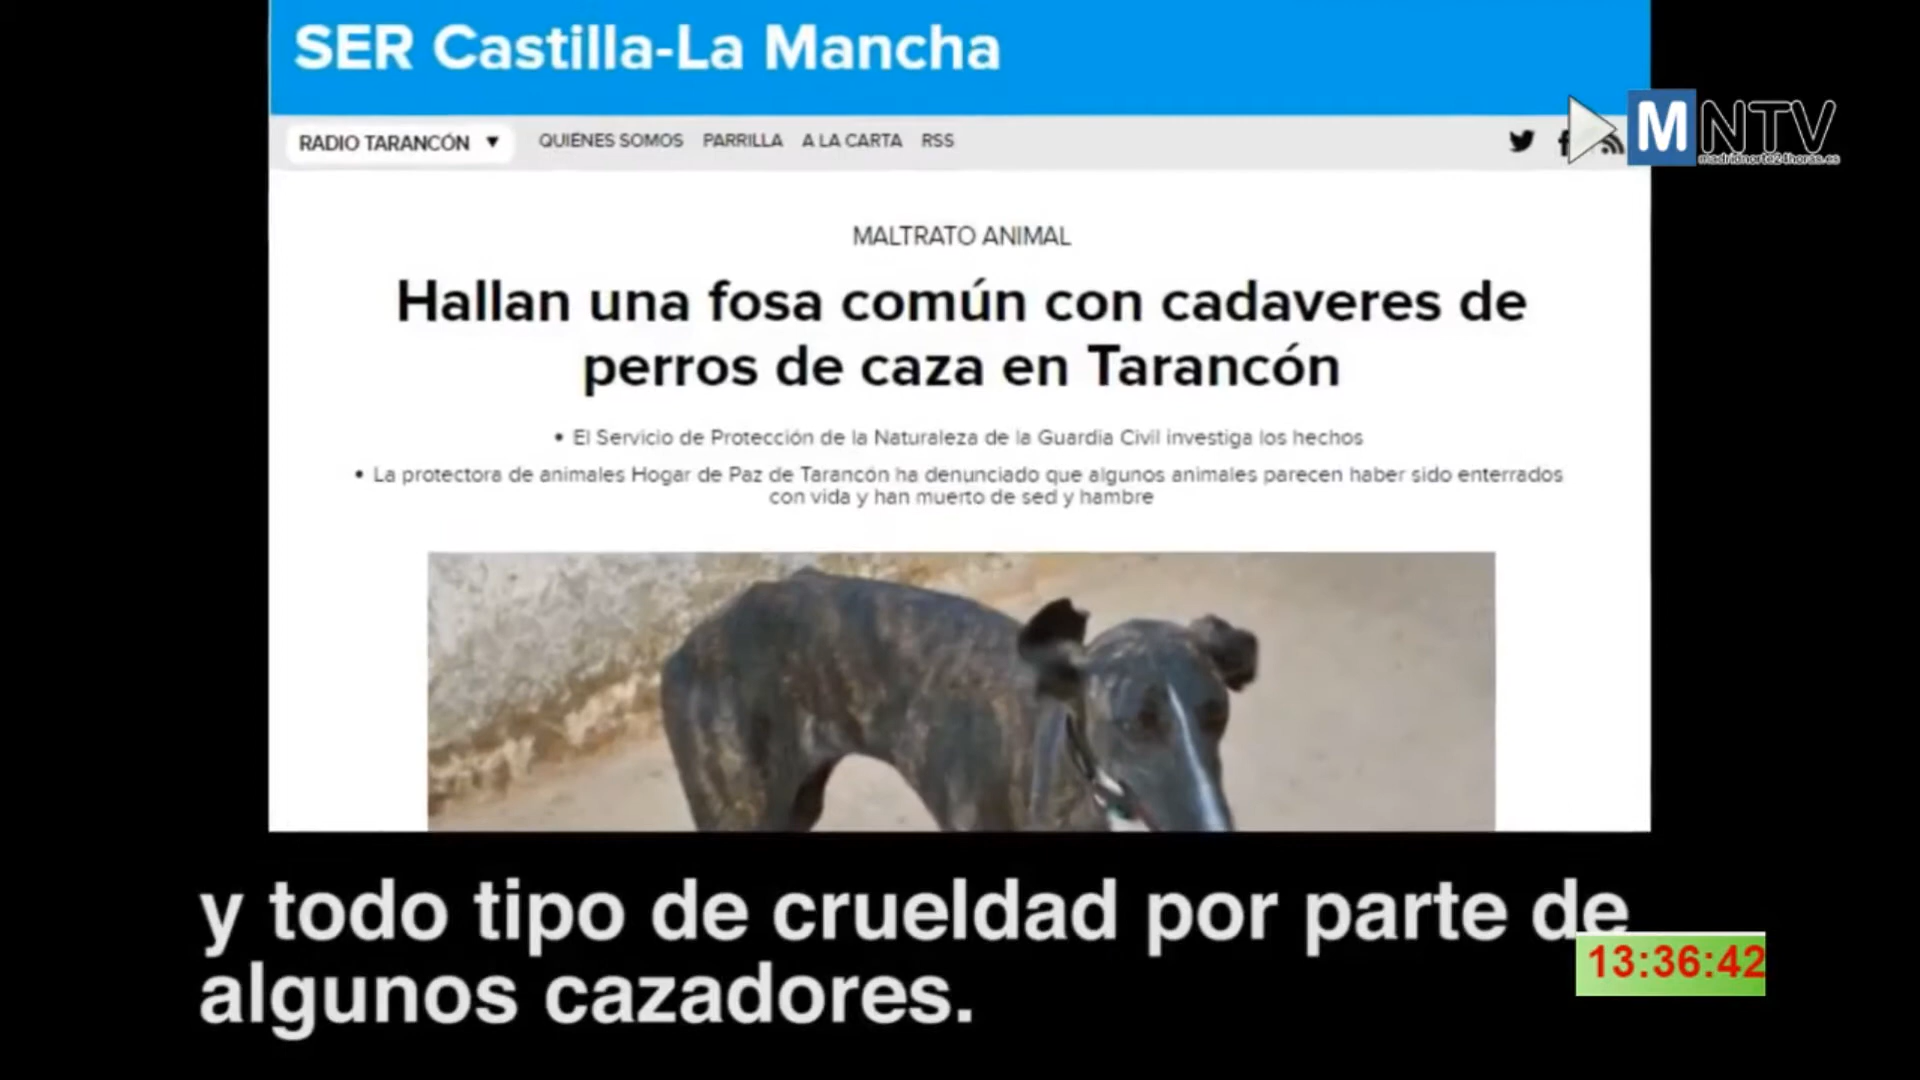 SER Castilla-La Mancha
RADIO TARANCÓN ▼ QUIÉNES SOMOS PARRILLA A LA CARTA RSS
MNTV
madridnorte24horas.es
MALTRATO ANIMAL
Hallan una fosa común con cadaveres de
perros de caza en Tarancón
• El Servicio de Protección de la Naturaleza de la Guardia Civil investiga los hechos
• La protectora de animales Hogar de Paz de Tarancón ha denunciado que algunos animales parecen haber sido enterrados
con vida y han muerto de sed y hambre
y todo tipo de crueldad por parte de
algunos cazadores.
13:36:42